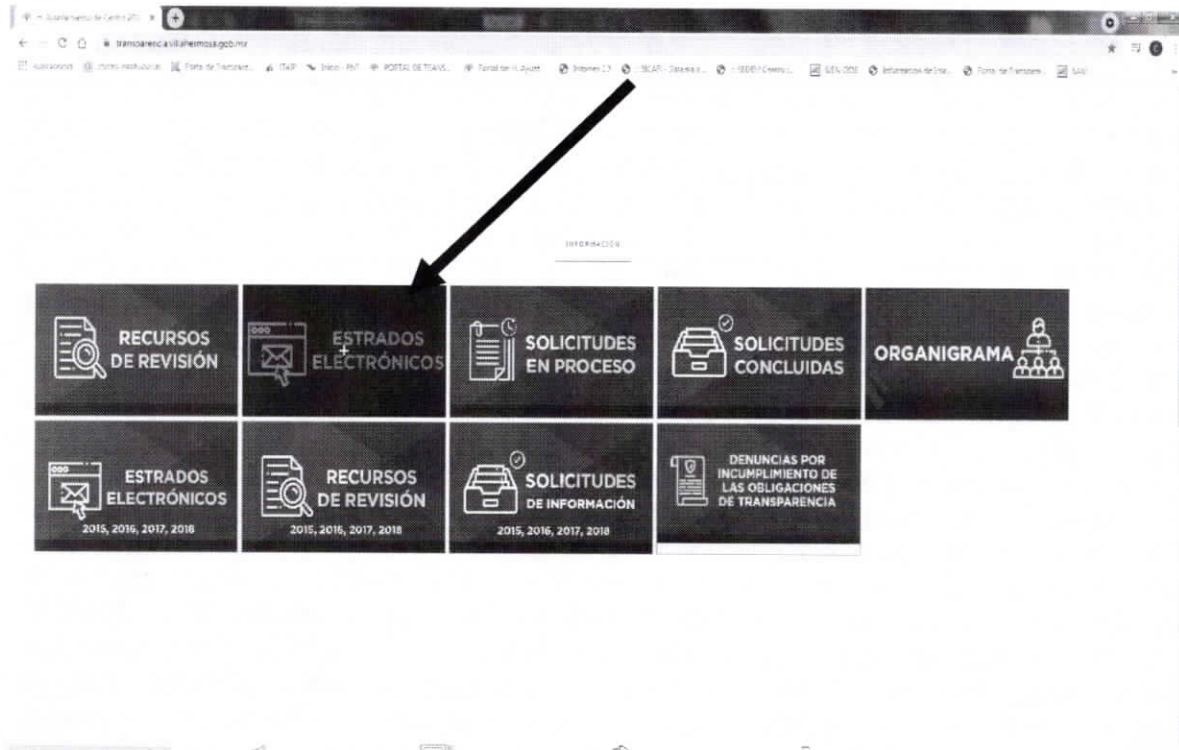 transparencia.villahermosa.gob.mx
INFORMACIÓN
RECURSOS
DE REVISIÓN
ESTRADOS
ELECTRÓNICOS
SOLICITUDES
EN PROCESO
SOLICITUDES
CONCLUIDAS
ORGANIGRAMA
ESTRADOS
ELECTRÓNICOS
2015, 2016, 2017, 2018
RECURSOS
DE REVISIÓN
2015, 2016, 2017, 2018
SOLICITUDES
DE INFORMACIÓN
2015, 2016, 2017, 2018
DENUNCIAS POR
INCUMPLIMIENTO DE
LAS OBLIGACIONES
DE TRANSPARENCIA